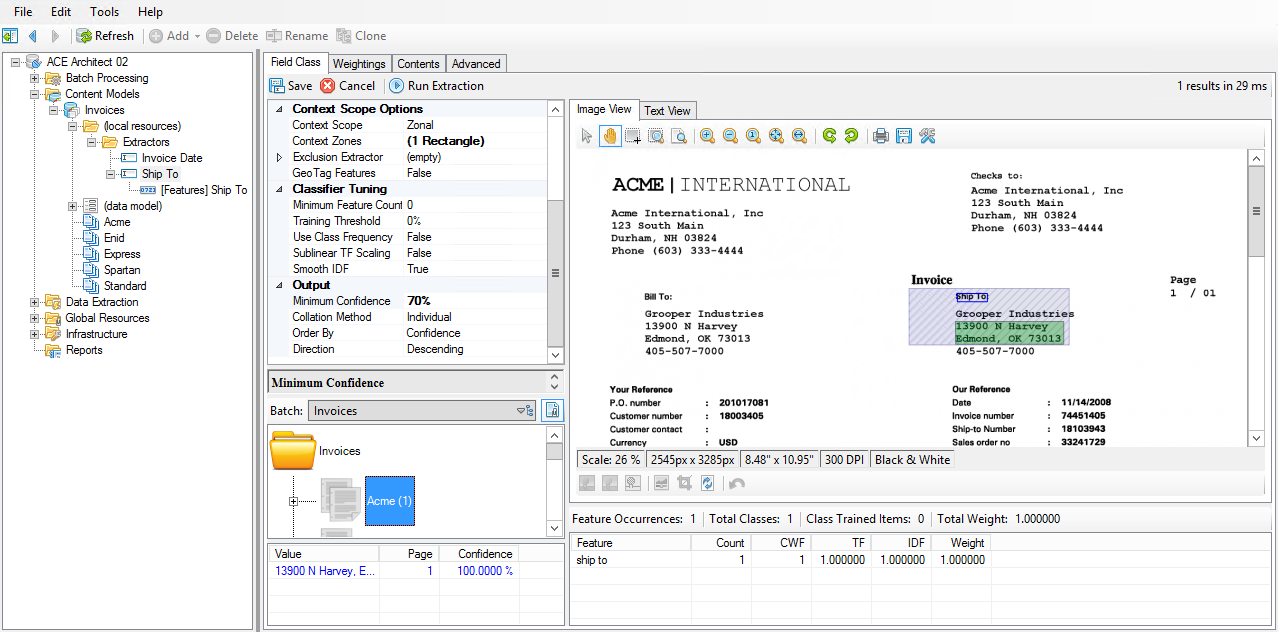 File Edit Tools Help
Refresh Add Delete Rename Clone
ACE Architect 02
Batch Processing
Content Models
Invoices
(local resources)
Extractors
Invoice Date
Ship To
0723 [Features] Ship To
(data model)
Acme
Enid
Express
Spartan
Standard
Data Extraction
Global Resources
Infrastructure
Reports
Field Class Weightings Contents Advanced
Save Cancel Run Extraction 1 results in 29 ms
Context Scope Options
Context Scope Zonal
Context Zones (1 Rectangle)
Exclusion Extractor (empty)
GeoTag Features False
Classifier Tuning
Minimum Feature Count 0
Training Threshold 0%
Use Class Frequency False
Sublinear TF Scaling False
Smooth IDF True
Output
Minimum Confidence 70%
Collation Method Individual
Order By Confidence
Direction Descending
Minimum Confidence
Batch: Invoices
Invoices
Acme (1)
Value Page Confidence
13900 N Harvey, E... 1 100.0000 %
Image View Text View
ACME | INTERNATIONAL
Acme International, Inc
123 South Main
Durham, NH 03824
Phone (603) 333-4444
Checks to:
Acme International, Inc
123 South Main
Durham, NH 03824
Phone (603) 333-4444
Invoice
Page
1 / 01
Bill To:
Grooper Industries
13900 N Harvey
Edmond, OK 73013
405-507-7000
Ship To:
Grooper Industries
13900 N Harvey
Edmond, OK 73013
405-507-7000
Your Reference
P.O. number : 201017081
Customer number : 18003405
Customer contact :
Currency : USD
Our Reference
Date : 11/14/2008
Invoice number : 74451405
Ship-to Number : 18103943
Sales order no : 33241729
Scale: 26 % 2545px x 3285px 8.48" x 10.95" 300 DPI Black & White
Feature Occurrences: 1 Total Classes: 1 Class Trained Items: 0 Total Weight: 1.000000
Feature Count CWF TF IDF Weight
ship to 1 1 1.000000 1.000000 1.000000